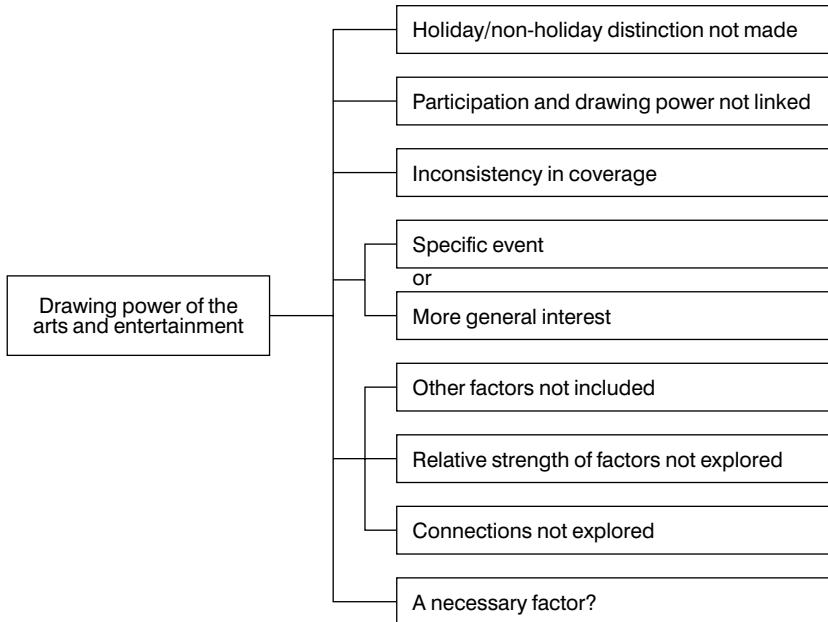 Holiday/non-holiday distinction not made
Participation and drawing power not linked
Inconsistency in coverage
Specific event
or
More general interest
Drawing power of the
arts and entertainment
Other factors not included
Relative strength of factors not explored
Connections not explored
A necessary factor?